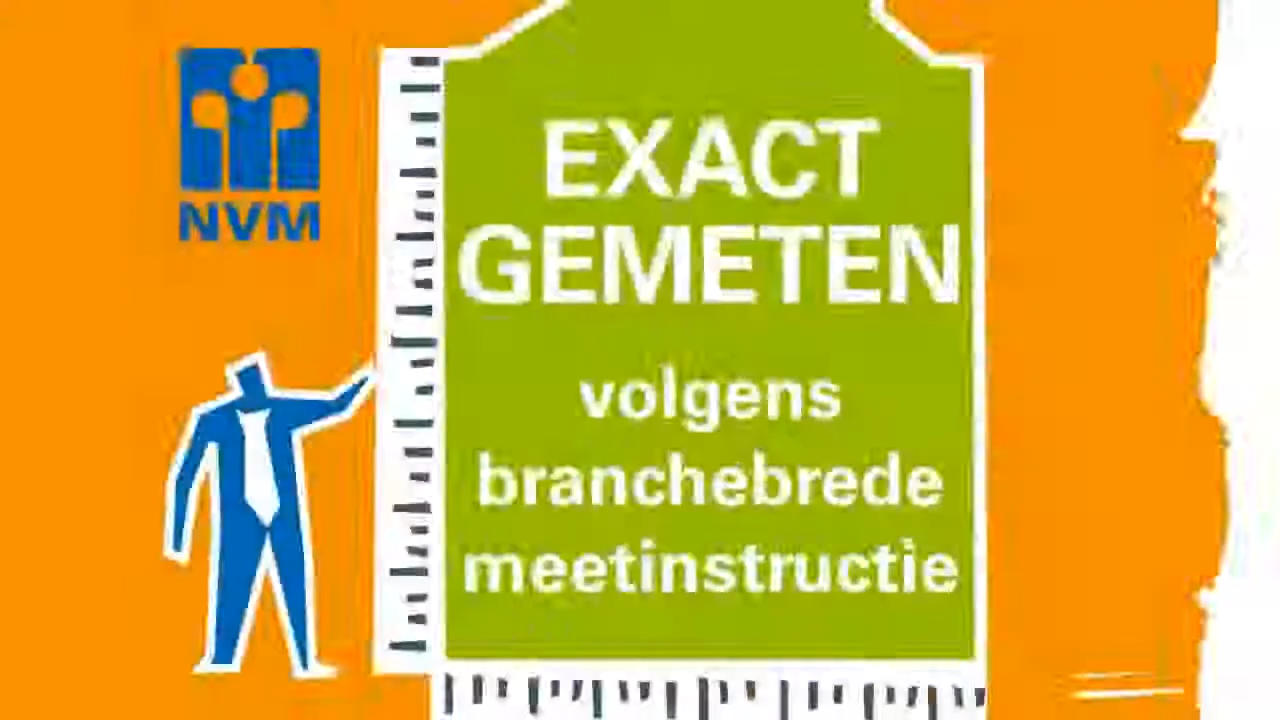 NVM
EXACT
GEMETEN
volgens
branchebrede
meetinstructie